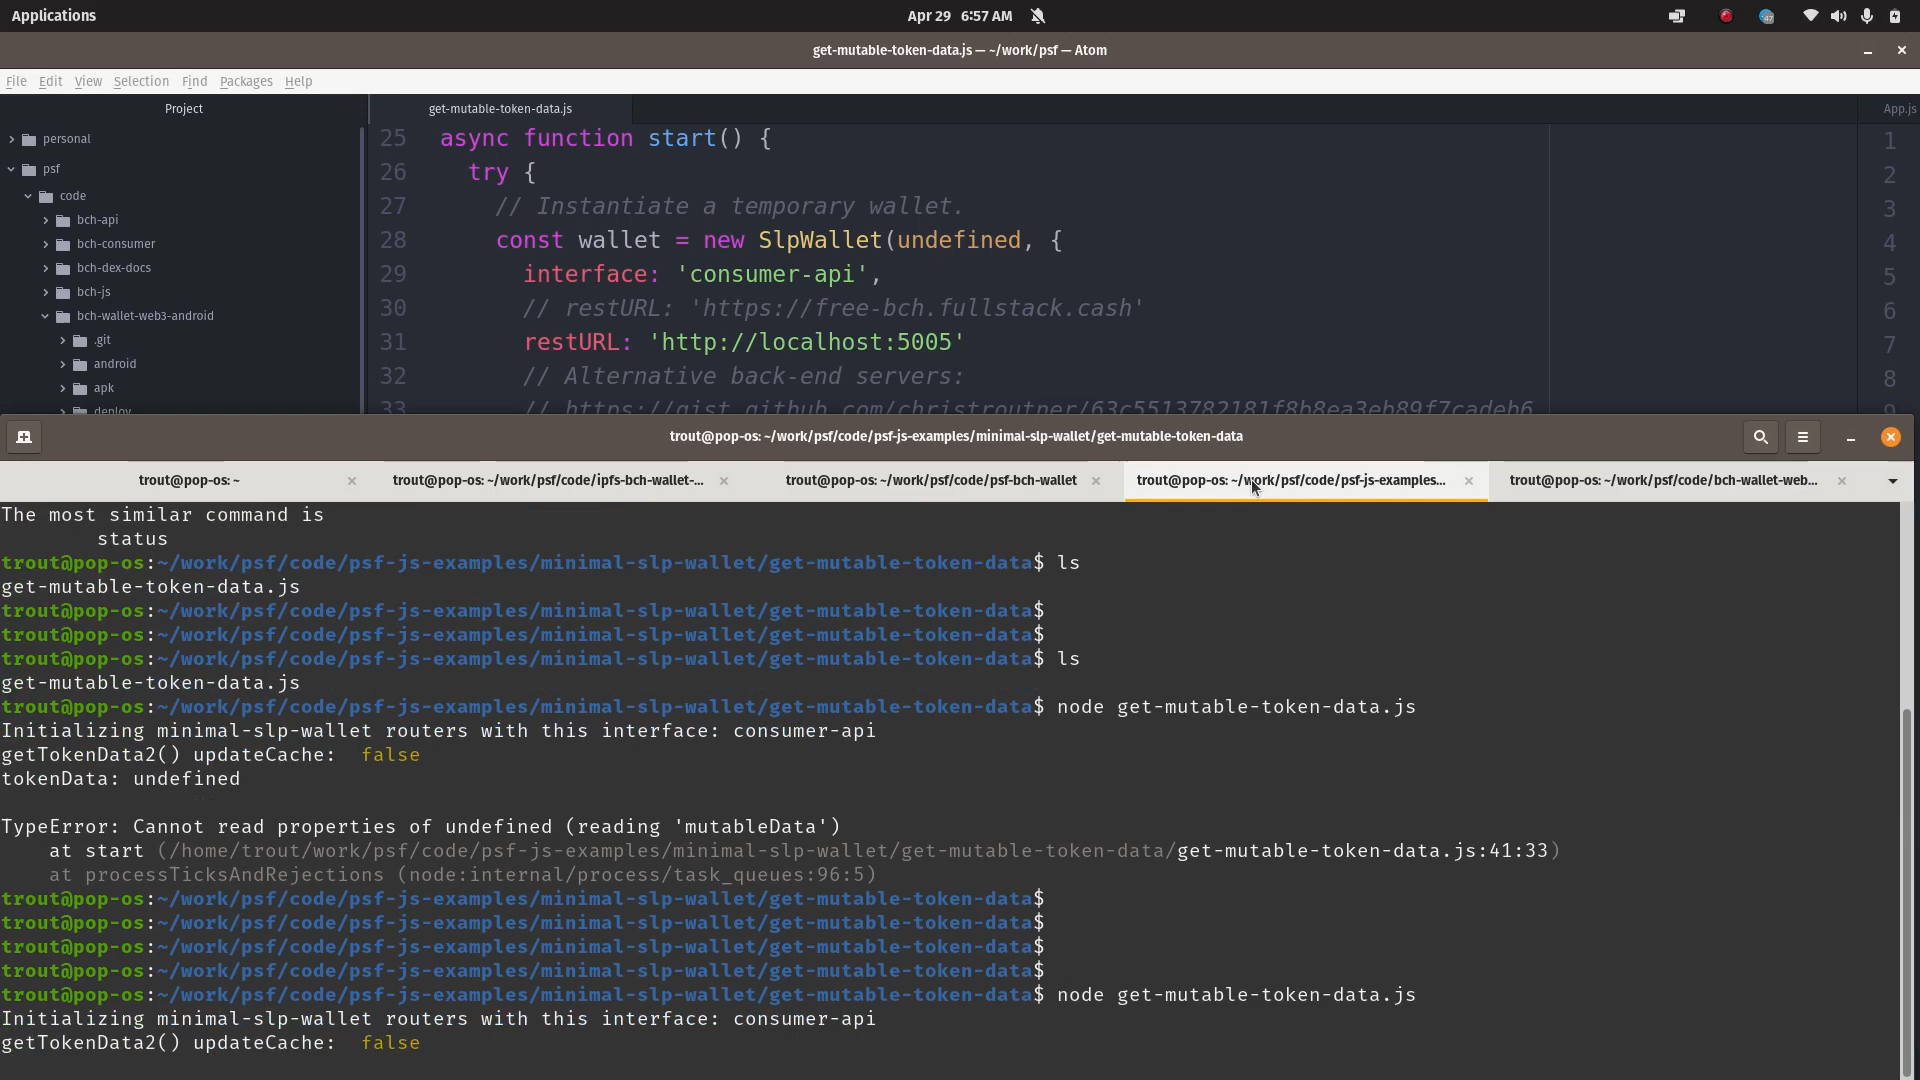 Applications
Apr 29 6:57 AM
get-mutable-token-data.js — ~/work/psf — Atom
File Edit View Selection Find Packages Help
Project
get-mutable-token-data.js
App.js
personal
psf
code
bch-api
bch-consumer
bch-dex-docs
bch-js
bch-wallet-web3-android
.git
android
apk
deploy
25 async function start() {
26 try {
27 // Instantiate a temporary wallet.
28 const wallet = new SlpWallet(undefined, {
29 interface: 'consumer-api',
30 // restURL: 'https://free-bch.fullstack.cash'
31 restURL: 'http://localhost:5005'
32 // Alternative back-end servers:
33 // https://gist.github.com/christroutner/63c5513782181f8b8ea3eb89f7cadeb6
1
2
3
4
5
6
7
8
9
trout@pop-os: ~/work/psf/code/psf-js-examples/minimal-slp-wallet/get-mutable-token-data
trout@pop-os: ~
trout@pop-os: ~/work/psf/code/ipfs-bch-wallet-...
trout@pop-os: ~/work/psf/code/psf-bch-wallet
trout@pop-os: ~/work/psf/code/psf-js-examples...
trout@pop-os: ~/work/psf/code/bch-wallet-web...
The most similar command is
status
trout@pop-os:~/work/psf/code/psf-js-examples/minimal-slp-wallet/get-mutable-token-data$ ls
get-mutable-token-data.js
trout@pop-os:~/work/psf/code/psf-js-examples/minimal-slp-wallet/get-mutable-token-data$
trout@pop-os:~/work/psf/code/psf-js-examples/minimal-slp-wallet/get-mutable-token-data$
trout@pop-os:~/work/psf/code/psf-js-examples/minimal-slp-wallet/get-mutable-token-data$ ls
get-mutable-token-data.js
trout@pop-os:~/work/psf/code/psf-js-examples/minimal-slp-wallet/get-mutable-token-data$ node get-mutable-token-data.js
Initializing minimal-slp-wallet routers with this interface: consumer-api
getTokenData2() updateCache:  false
tokenData: undefined
TypeError: Cannot read properties of undefined (reading 'mutableData')
at start (/home/trout/work/psf/code/psf-js-examples/minimal-slp-wallet/get-mutable-token-data/get-mutable-token-data.js:41:33)
at processTicksAndRejections (node:internal/process/task_queues:96:5)
trout@pop-os:~/work/psf/code/psf-js-examples/minimal-slp-wallet/get-mutable-token-data$
trout@pop-os:~/work/psf/code/psf-js-examples/minimal-slp-wallet/get-mutable-token-data$
trout@pop-os:~/work/psf/code/psf-js-examples/minimal-slp-wallet/get-mutable-token-data$
trout@pop-os:~/work/psf/code/psf-js-examples/minimal-slp-wallet/get-mutable-token-data$
trout@pop-os:~/work/psf/code/psf-js-examples/minimal-slp-wallet/get-mutable-token-data$ node get-mutable-token-data.js
Initializing minimal-slp-wallet routers with this interface: consumer-api
getTokenData2() updateCache:  false